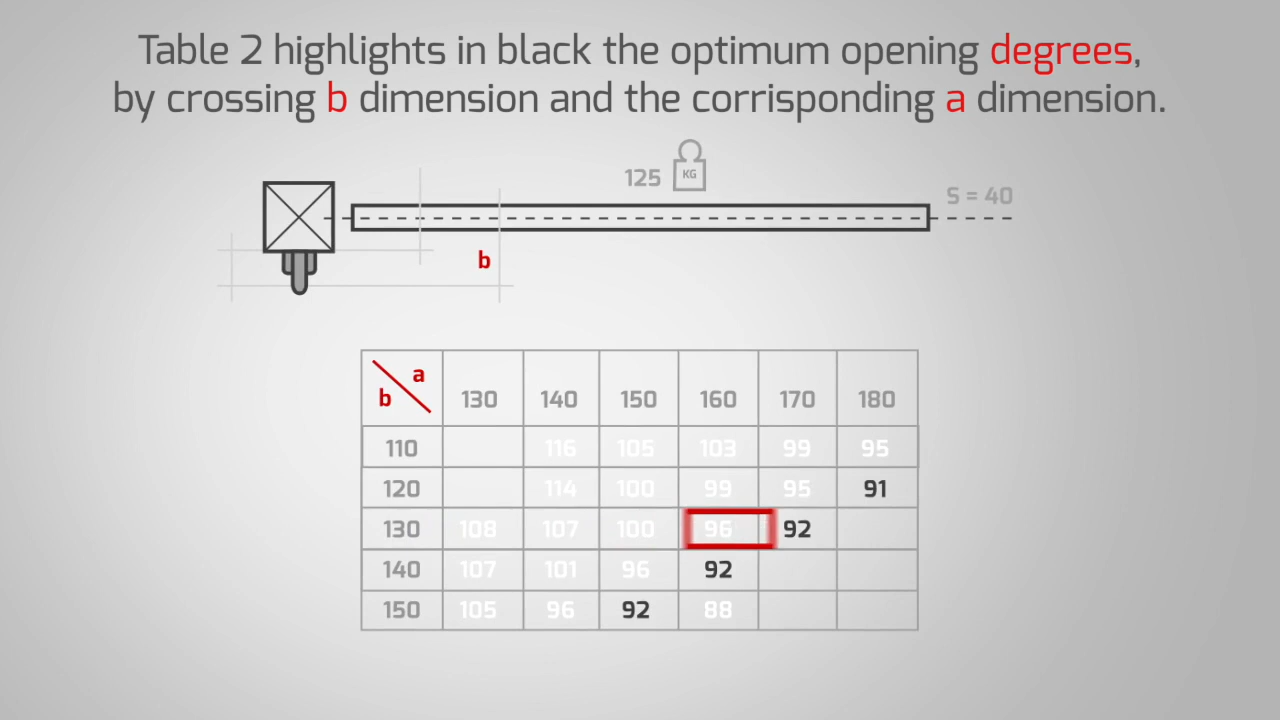 Table 2 highlights in black the optimum opening degrees,
by crossing b dimension and the corrisponding a dimension.
125 KG
S = 40
b
a
b 130 140 150 160 170 180
110 116 105 103 99 95
120 114 100 99 95 91
130 108 107 100 96 92
140 107 101 96 92
150 105 96 92 88